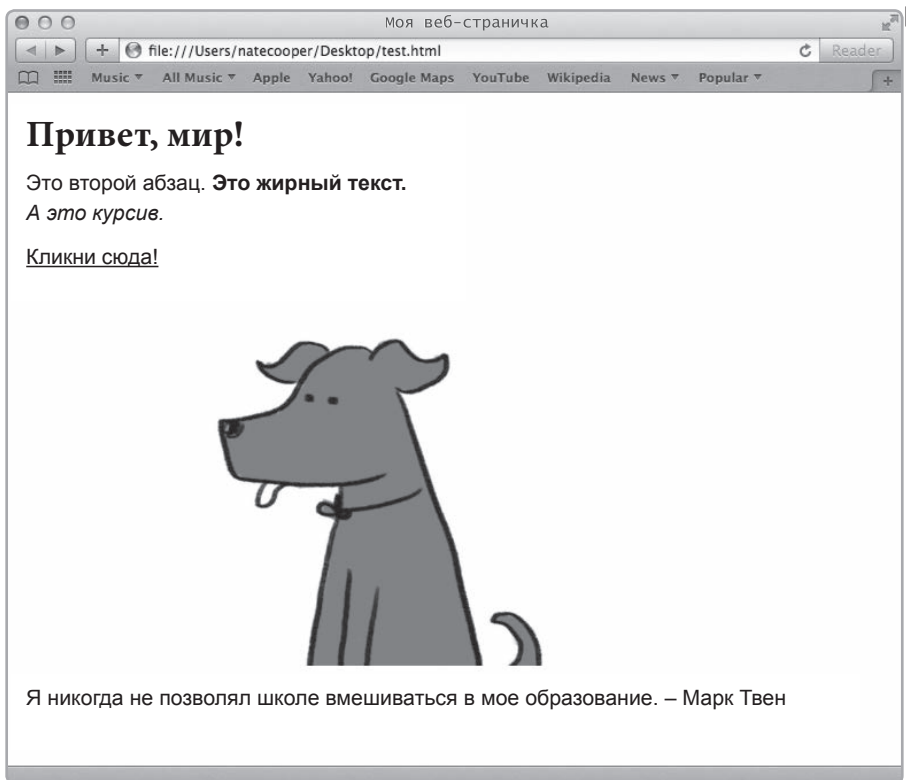 Моя веб-страничка
file:///Users/natecooper/Desktop/test.html
Reader
Music All Music Apple Yahoo! Google Maps YouTube Wikipedia News Popular
Привет, мир!
Это второй абзац. Это жирный текст.
А это курсив.
Кликни сюда!
Я никогда не позволял школе вмешиваться в мое образование. – Марк Твен